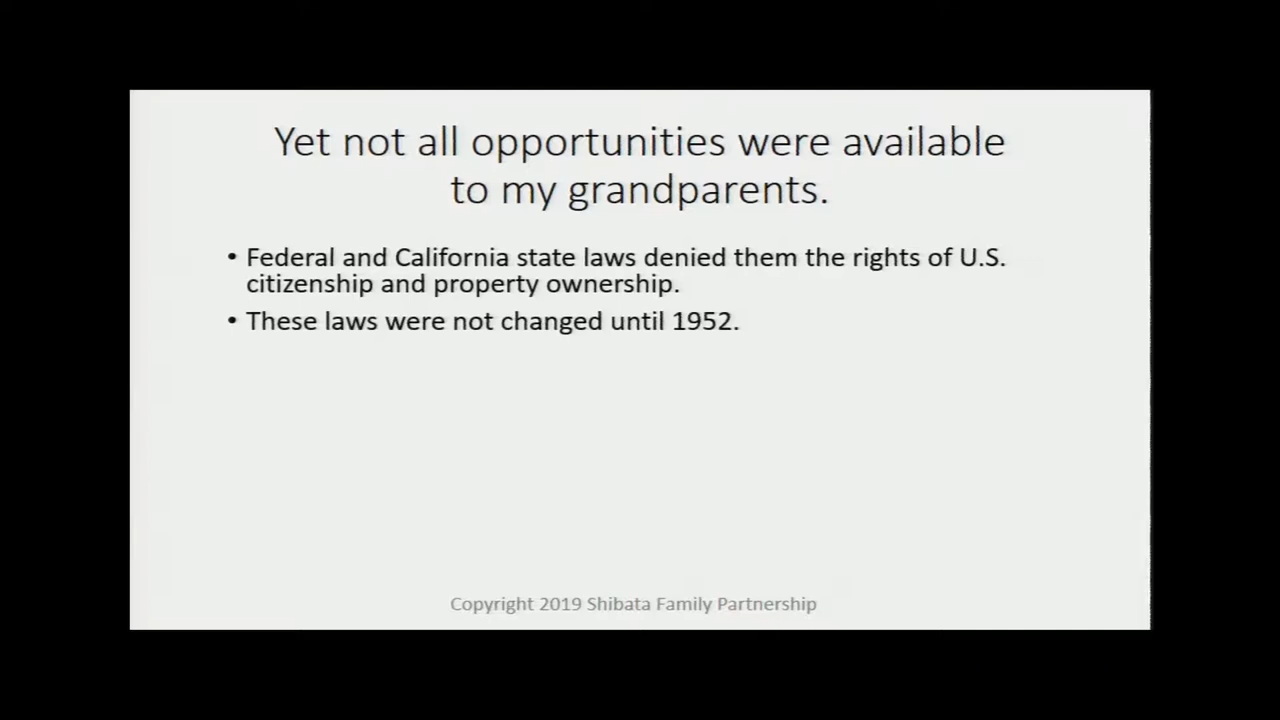 Yet not all opportunities were available
to my grandparents.
• Federal and California state laws denied them the rights of U.S.
citizenship and property ownership.
• These laws were not changed until 1952.
Copyright 2019 Shibata Family Partnership